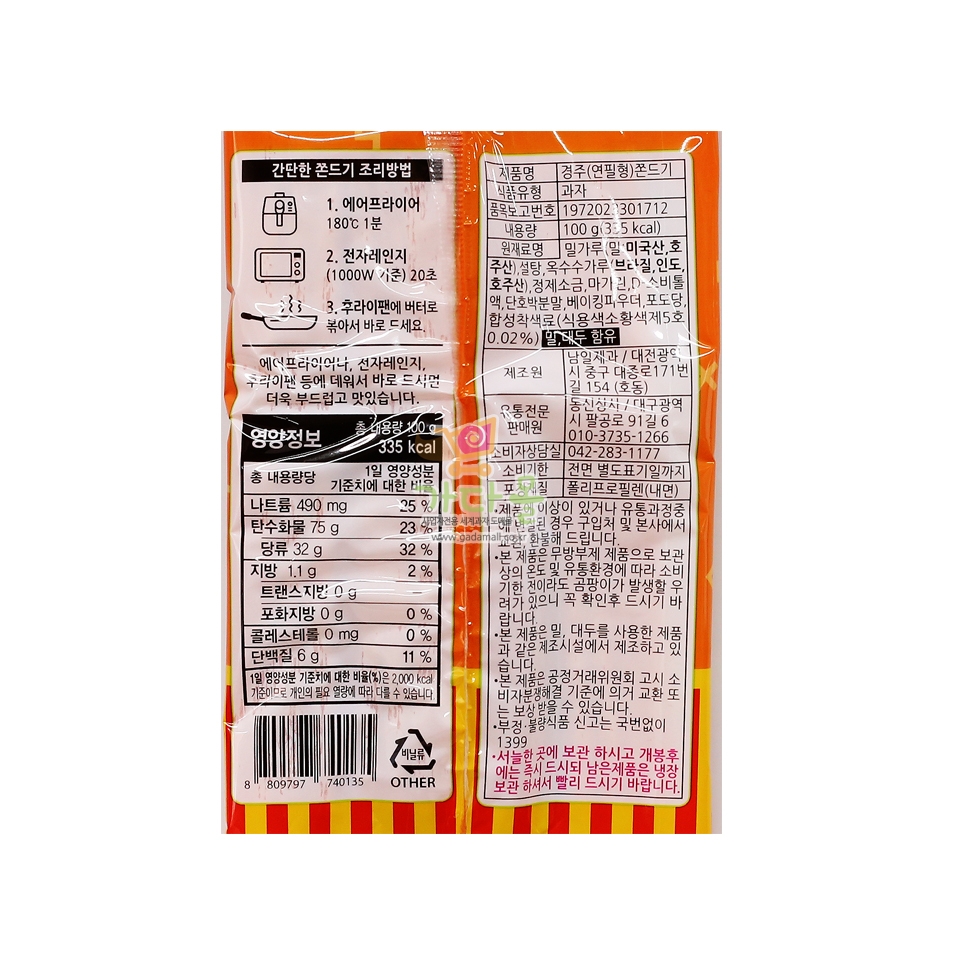 간단한 쫀드기 조리방법
1. 에어프라이어
180℃ 1분
2. 전자레인지
(1000W 기준) 20초
3. 후라이팬에 버터로
볶아서 바로 드세요.
에어프라이어나, 전자레인지,
후라이팬 등에 데워서 바로 드시면
더욱 부드럽고 맛있습니다.
영양정보
총 내용량 100 g
335 kcal
총 내용량당
1일 영양성분
기준치에 대한 비율
나트륨 490 mg 25 %
탄수화물 75 g 23 %
당류 32 g 32 %
지방 1.1 g 2 %
트랜스지방 0 g –
포화지방 0 g 0 %
콜레스테롤 0 mg 0 %
단백질 6 g 11 %
1일 영양성분 기준치에 대한 비율(%)은 2,000 kcal
기준이므로 개인의 필요 열량에 따라 다를 수 있습니다
8 809797 740135
비닐류
OTHER
제품명 경주(연필형)쫀드기
식품유형 과자
품목보고번호 1972023301712
내용량 100 g(335 kcal)
원재료명 밀가루(밀:미국산,호
주산),설탕,옥수수가루(브라질,인도,
호주산),정제소금,마가린,D-소비톨
액,단호박분말,베이킹파우더,포도당,
합성착색료(식용색소황색제5호
0.02%) 밀,대두 함유
제조원 남일제과 / 대전광역
시 중구 대종로171번
길 154 (호동)
유통전문
판매원
동신상사 / 대구광역
시 팔공로 91길 6
010-3735-1266
소비자상담실 042-283-1177
소비기한 전면 별도표기일까지
포장재질 폴리프로필렌(내면)
•제품에 이상이 있거나 유통과정중
에 변질된 경우 구입처 및 본사에서
교환, 환불해 드립니다.
•본 제품은 무방부제 제품으로 보관
상의 온도 및 유통환경에 따라 소비
기한 전이라도 곰팡이가 발생할 우
려가 있으니 꼭 확인후 드시기 바
랍니다.
•본 제품은 밀, 대두를 사용한 제품
과 같은 제조시설에서 제조하고 있
습니다.
•본 제품은 공정거래위원회 고시 소
비자분쟁해결 기준에 의거 교환 또
는 보상 받을 수 있습니다.
•부정·불량식품 신고는 국번없이
1399
•서늘한 곳에 보관 하시고 개봉후
에는 즉시 드시되 남은제품은 냉장
보관 하셔서 빨리 드시기 바랍니다.
가다몰
사업자전용 세계과자 도매몰
www.gadamall.co.kr